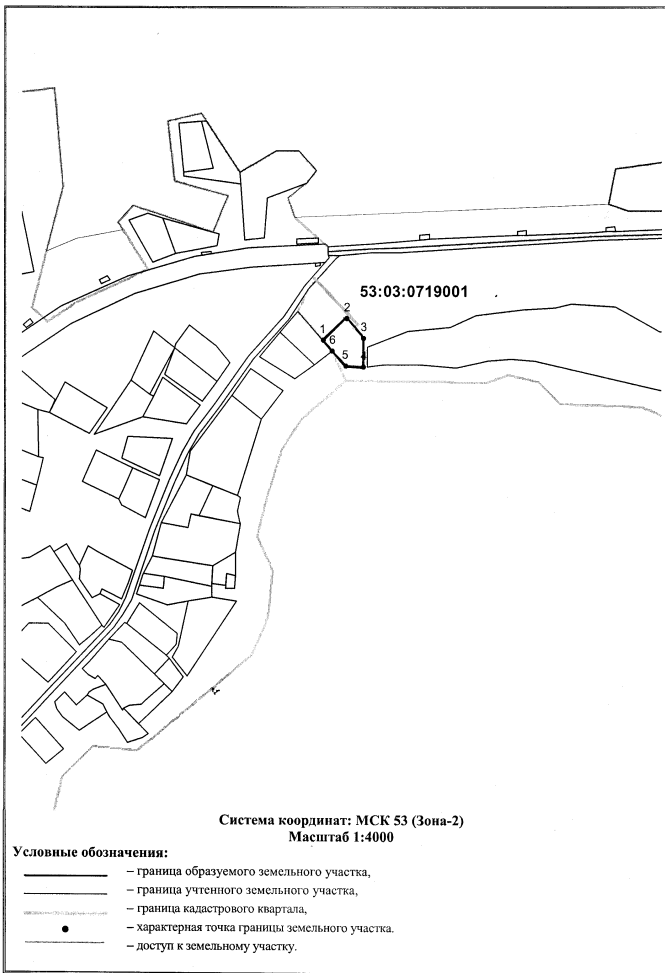 53:03:0719001
2
1
3
6
5
Система координат: МСК 53 (Зона-2)
Масштаб 1:4000
Условные обозначения:
– граница образуемого земельного участка,
– граница учтенного земельного участка,
– граница кадастрового квартала,
– характерная точка границы земельного участка.
– доступ к земельному участку.